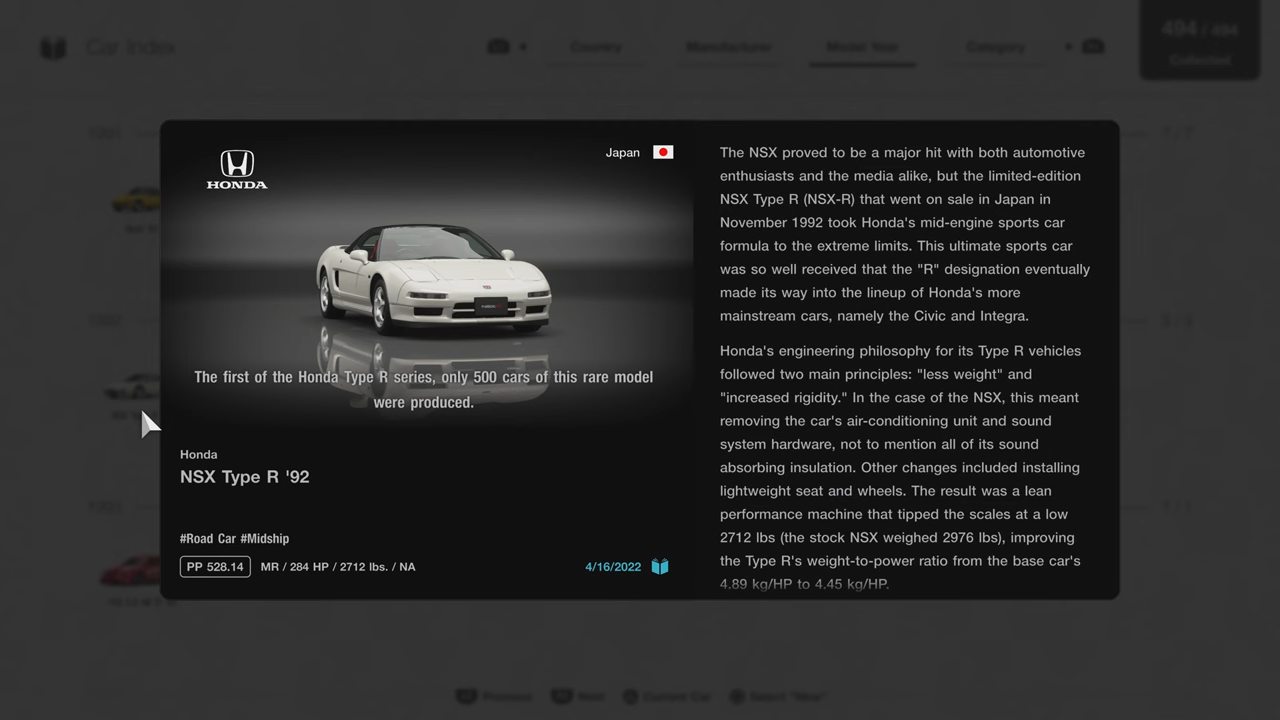 Car Index
Country
Manufacturer
Model Year
Category
494 / 494
Collected
HONDA
Japan
The first of the Honda Type R series, only 500 cars of this rare model
were produced.
Honda
NSX Type R '92
#Road Car #Midship
PP 528.14
MR / 284 HP / 2712 lbs. / NA
4/16/2022
The NSX proved to be a major hit with both automotive
enthusiasts and the media alike, but the limited-edition
NSX Type R (NSX-R) that went on sale in Japan in
November 1992 took Honda's mid-engine sports car
formula to the extreme limits. This ultimate sports car
was so well received that the "R" designation eventually
made its way into the lineup of Honda's more
mainstream cars, namely the Civic and Integra.
Honda's engineering philosophy for its Type R vehicles
followed two main principles: "less weight" and
"increased rigidity." In the case of the NSX, this meant
removing the car's air-conditioning unit and sound
system hardware, not to mention all of its sound
absorbing insulation. Other changes included installing
lightweight seat and wheels. The result was a lean
performance machine that tipped the scales at a low
2712 lbs (the stock NSX weighed 2976 lbs), improving
the Type R's weight-to-power ratio from the base car's
4.89 kg/HP to 4.45 kg/HP.
Previous
Next
Current Car
Select "New"